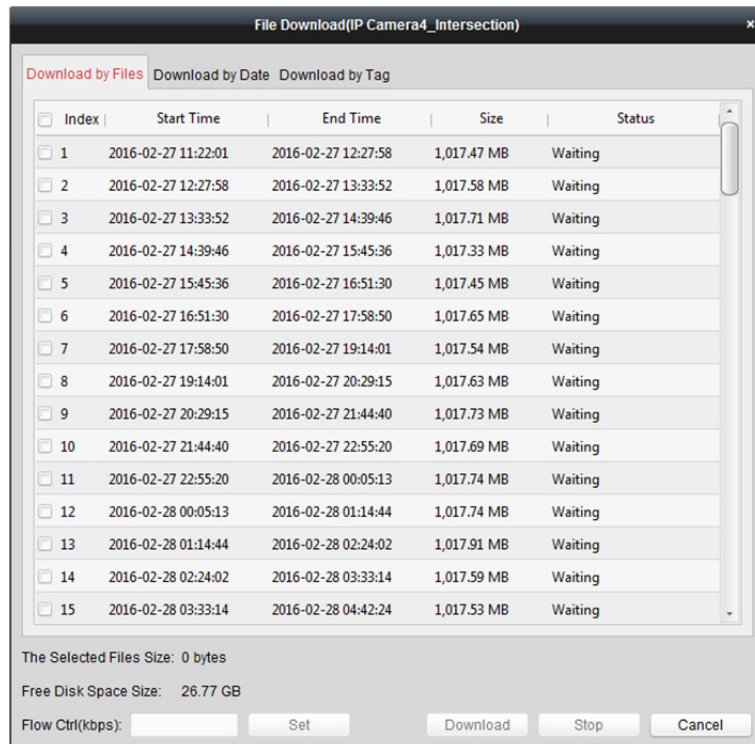 File Download(IP Camera4_Intersection) ×
Download by Files Download by Date Download by Tag
Index Start Time End Time Size Status
1 2016-02-27 11:22:01 2016-02-27 12:27:58 1,017.47 MB Waiting
2 2016-02-27 12:27:58 2016-02-27 13:33:52 1,017.58 MB Waiting
3 2016-02-27 13:33:52 2016-02-27 14:39:46 1,017.71 MB Waiting
4 2016-02-27 14:39:46 2016-02-27 15:45:36 1,017.33 MB Waiting
5 2016-02-27 15:45:36 2016-02-27 16:51:30 1,017.45 MB Waiting
6 2016-02-27 16:51:30 2016-02-27 17:58:50 1,017.65 MB Waiting
7 2016-02-27 17:58:50 2016-02-27 19:14:01 1,017.54 MB Waiting
8 2016-02-27 19:14:01 2016-02-27 20:29:15 1,017.63 MB Waiting
9 2016-02-27 20:29:15 2016-02-27 21:44:40 1,017.73 MB Waiting
10 2016-02-27 21:44:40 2016-02-27 22:55:20 1,017.69 MB Waiting
11 2016-02-27 22:55:20 2016-02-28 00:05:13 1,017.74 MB Waiting
12 2016-02-28 00:05:13 2016-02-28 01:14:44 1,017.74 MB Waiting
13 2016-02-28 01:14:44 2016-02-28 02:24:02 1,017.91 MB Waiting
14 2016-02-28 02:24:02 2016-02-28 03:33:14 1,017.59 MB Waiting
15 2016-02-28 03:33:14 2016-02-28 04:42:24 1,017.53 MB Waiting
The Selected Files Size: 0 bytes
Free Disk Space Size: 26.77 GB
Flow Ctrl(kbps): Set Download Stop Cancel